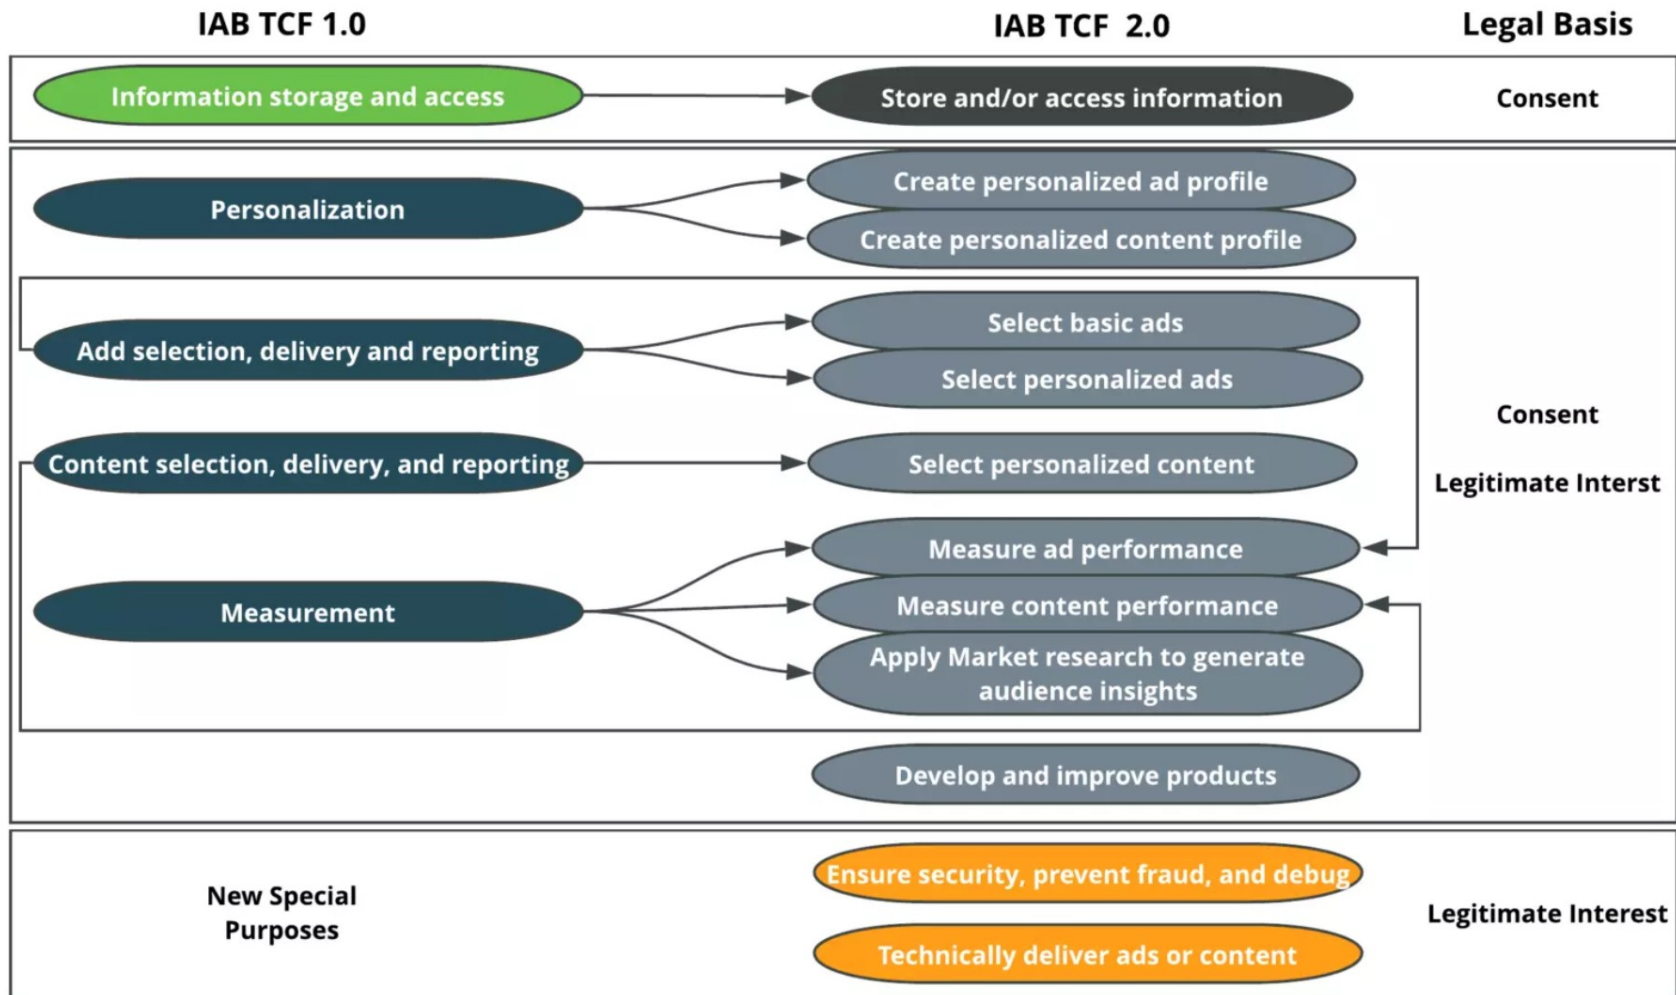 IAB TCF 1.0
IAB TCF 2.0
Legal Basis
Information storage and access
Store and/or access information
Consent
Personalization
Create personalized ad profile
Create personalized content profile
Add selection, delivery and reporting
Select basic ads
Select personalized ads
Content selection, delivery, and reporting
Select personalized content
Consent
Legitimate Interst
Measurement
Measure ad performance
Measure content performance
Apply Market research to generate
audience insights
Develop and improve products
New Special
Purposes
Ensure security, prevent fraud, and debug
Technically deliver ads or content
Legitimate Interest